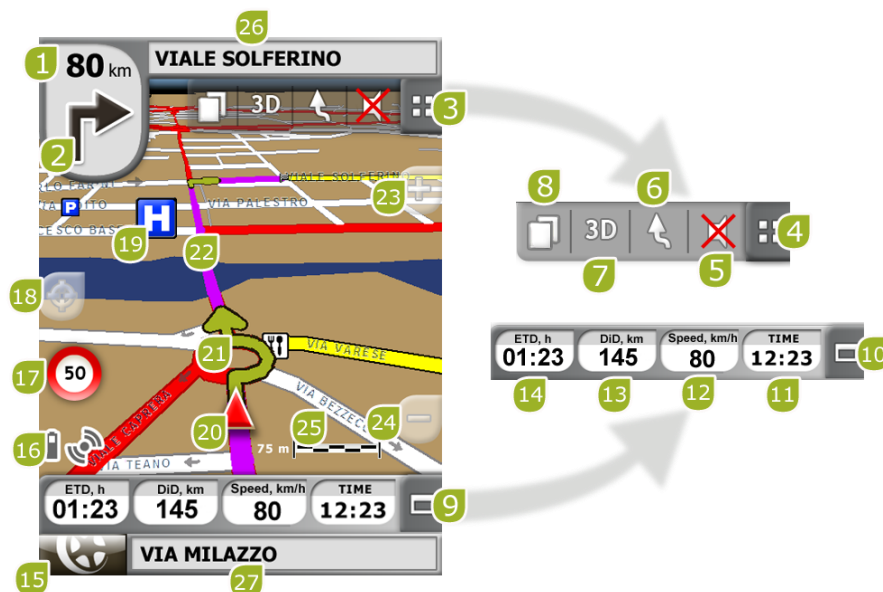 26
1
80 km
VIALE SOLFERINO
3D
3
2
VIALE SOLFERINO
23
P
VIA PALESTRO
H
19
22
8
6
3D
4
7
5
18
21
VIA VARESE
17
50
VIALE PAPINIA
20
25
24
VIA BEZZECCA
16
75 m
VIA TEANO
ETD, h
DiD, km
Speed, km/h
TIME
01:23
145
80
12:23
9
15
VIA MILAZZO
27
ETD, h
DiD, km
Speed, km/h
TIME
01:23
145
80
12:23
10
14
13
12
11